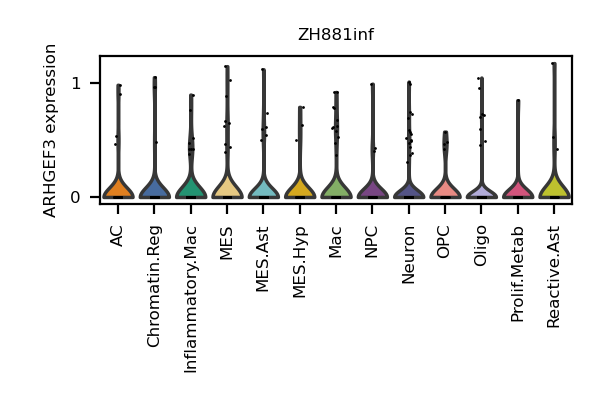 ZH881inf
ARHGEF3 expression
1
0
AC
Chromatin.Reg
Inflammatory.Mac
MES
MES.Ast
MES.Hyp
Mac
NPC
Neuron
OPC
Oligo
Prolif.Metab
Reactive.Ast